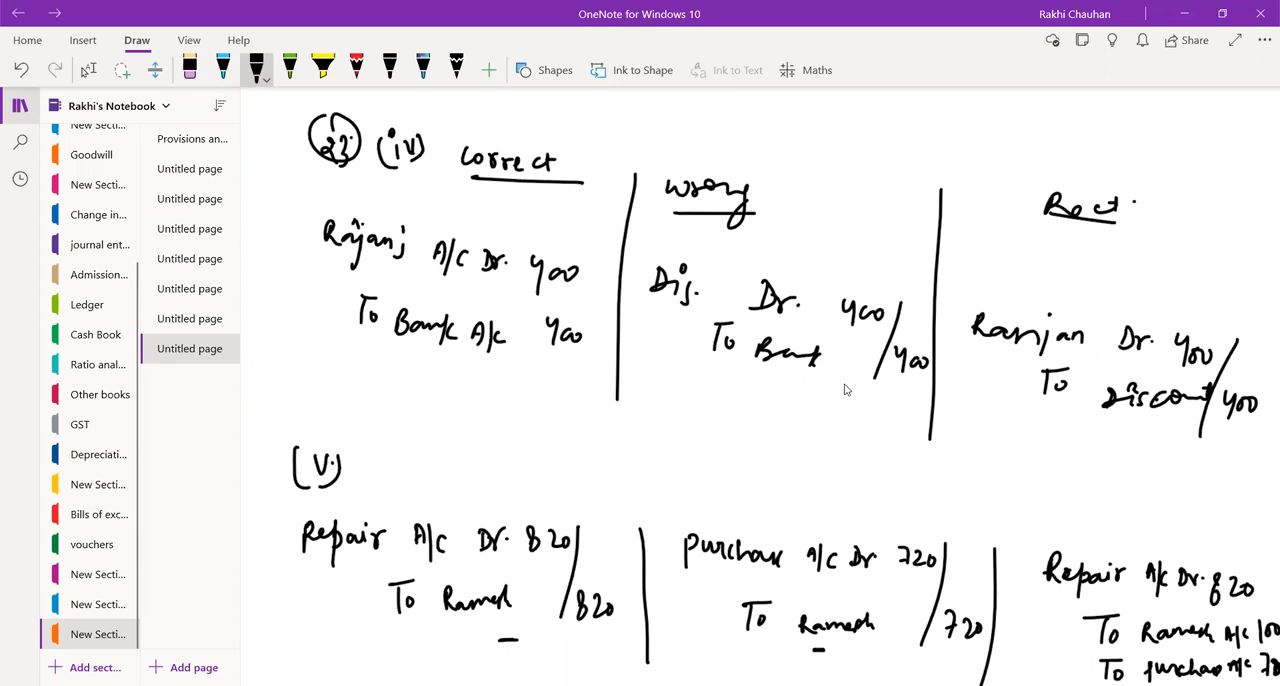 OneNote for Windows 10
Rakhi Chauhan
Home Insert Draw View Help
Share
Shapes Ink to Shape Ink to Text Maths
Rakhi's Notebook
New Secti...
Goodwill
New Secti...
Change in...
journal ent...
Admission...
Ledger
Cash Book
Ratio anal...
Other books
GST
Depreciati...
New Secti...
Bills of exc...
vouchers
New Secti...
New Secti...
New Secti...
Add sect...
Provisions an...
Untitled page
Untitled page
Untitled page
Untitled page
Untitled page
Untitled page
Untitled page
Add page
23. (iv) Correct
Wrong
Rect.
A/c Dr. 400
To Bank A/c 400
Dis. Dr. 400
To Bank 400
Ranjan Dr. 400
To Discount 400
(V.)
Repair A/c Dr. 820
To Ramesh 820
Purchase A/c Dr 720
To Ramesh 720
Repair A/c Dr. 820
To Ramesh A/c 100
To purchas A/c